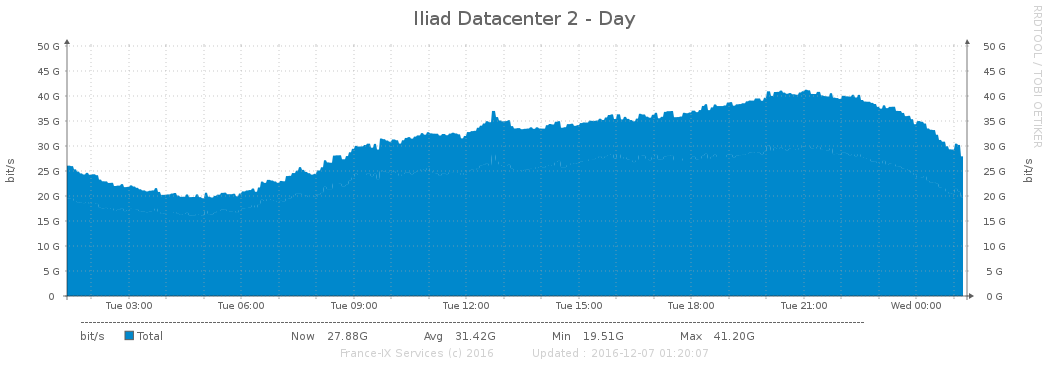 Iliad Datacenter 2 - Day
RRDTOOL / TOBI OETIKER
bit/s
50 G 50 G
45 G 45 G
40 G 40 G
35 G 35 G
30 G 30 G
25 G 25 G
20 G 20 G
15 G 15 G
10 G 10 G
5 G 5 G
0 0 G
bit/s
Tue 03:00 Tue 06:00 Tue 09:00 Tue 12:00 Tue 15:00 Tue 18:00 Tue 21:00 Wed 00:00
bit/s Total Now 27.88G Avg 31.42G Min 19.51G Max 41.20G
France-IX Services (c) 2016 Updated : 2016-12-07 01:20:07